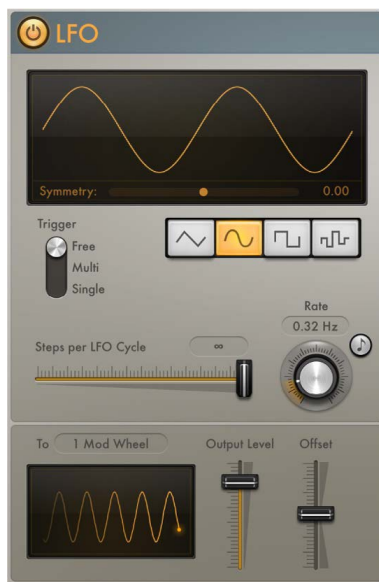 LFO
Symmetry: 0.00
Trigger
Free
Multi
Single
Rate
0.32 Hz
Steps per LFO Cycle ∞
To 1 Mod Wheel Output Level Offset